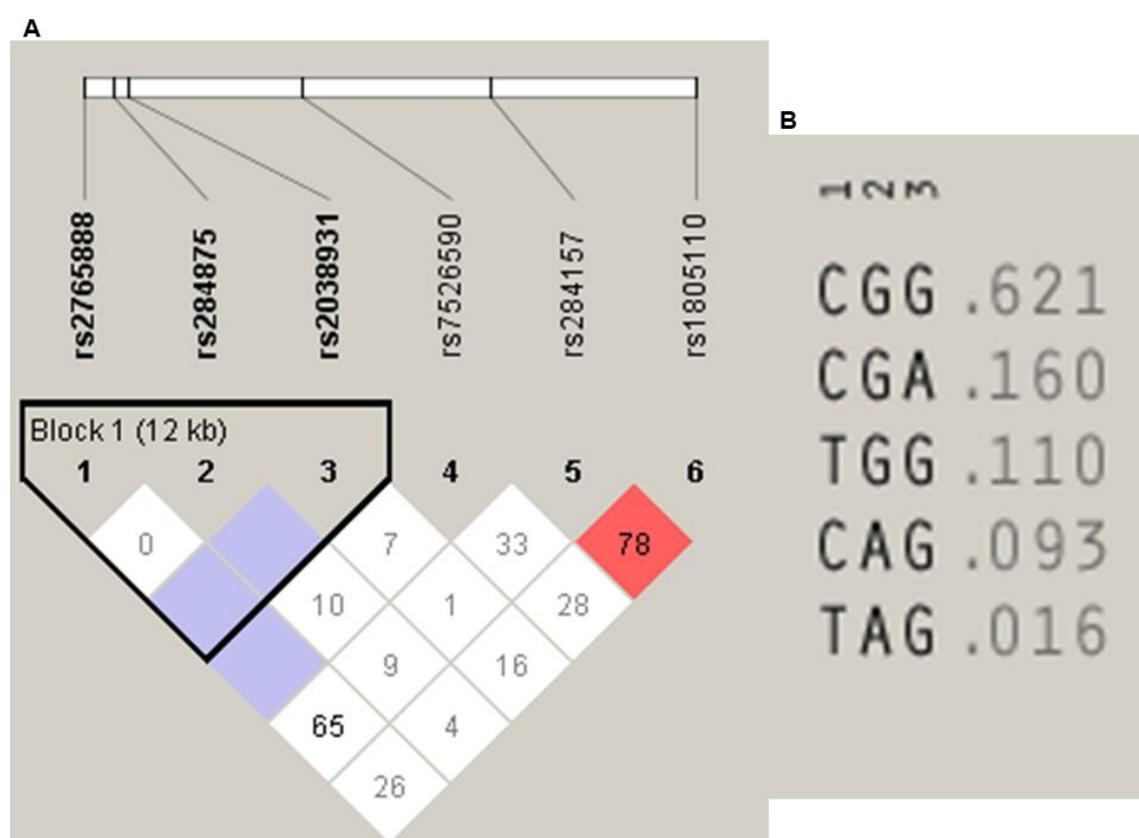 A
rs2765888 rs284875 rs2038931 rs7526590 rs284157 rs1805110
Block 1 (12 kb)
1 2 3 4 5 6
0 7 33 78
10 1 28
9 16
65 4
26
B
1 2 3
CGG .621
CGA .160
TGG .110
CAG .093
TAG .016